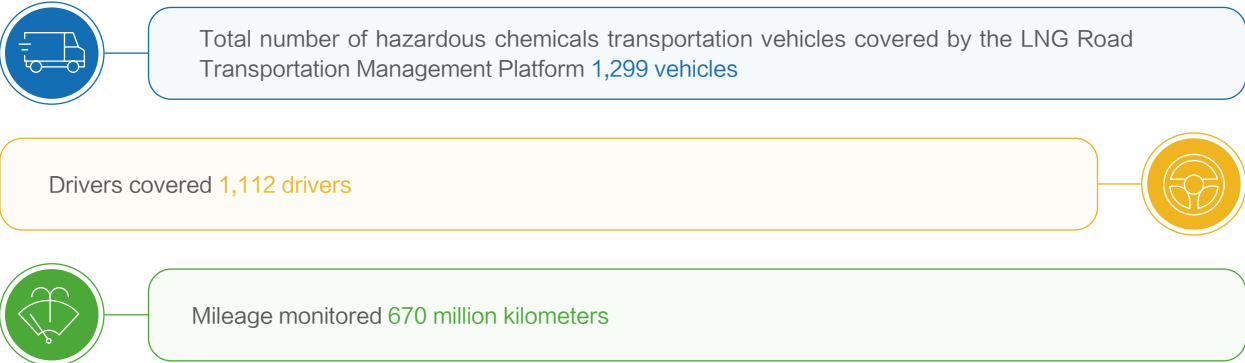 Total number of hazardous chemicals transportation vehicles covered by the LNG Road
Transportation Management Platform 1,299 vehicles
Drivers covered 1,112 drivers
Mileage monitored 670 million kilometers